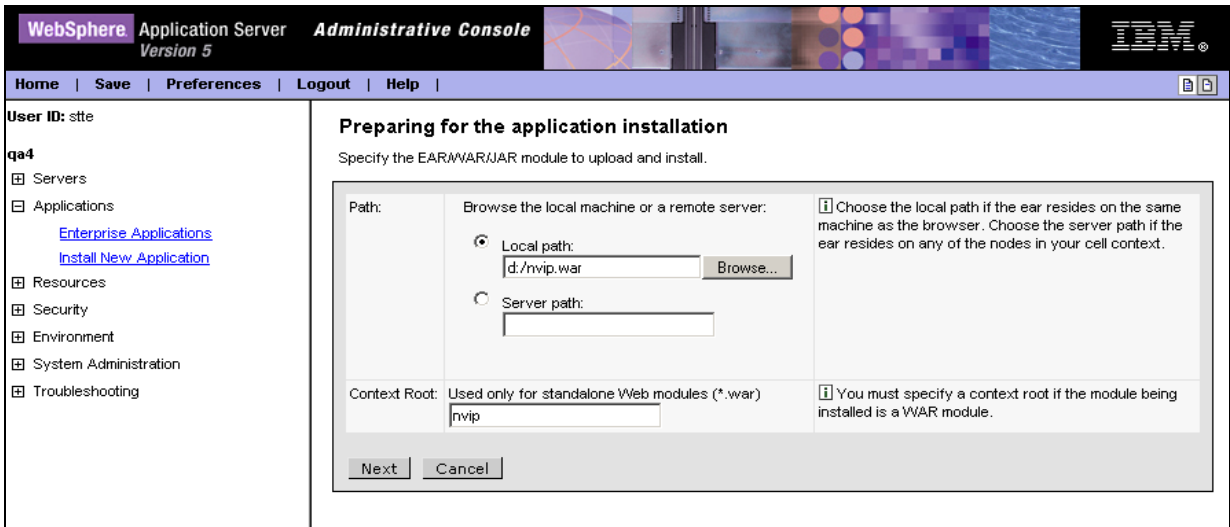 WebSphere. Application Server Administrative Console
Version 5
IBM®
Home | Save | Preferences | Logout | Help |
User ID: stte
qa4
Servers
Applications
Enterprise Applications
Install New Application
Resources
Security
Environment
System Administration
Troubleshooting
Preparing for the application installation
Specify the EAR/WAR/JAR module to upload and install.
Path:
Browse the local machine or a remote server:
Local path:
d:/nvip.war
Browse...
Server path:
i Choose the local path if the ear resides on the same
machine as the browser. Choose the server path if the
ear resides on any of the nodes in your cell context.
Context Root:
Used only for standalone Web modules (*.war)
nvip
i You must specify a context root if the module being
installed is a WAR module.
Next
Cancel